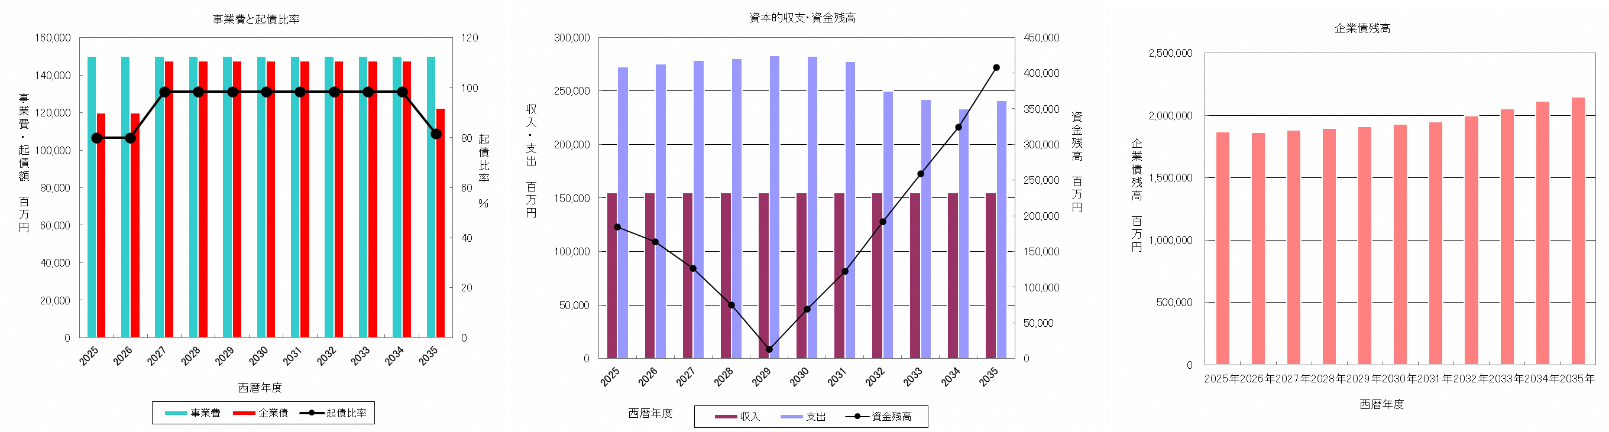 事業費と起債比率
160,000
140,000
120,000
100,000
80,000
60,000
40,000
20,000
0
120
100
80
60
40
20
0
事業費・起債額 百万円
起債比率 %
2025 2026 2027 2028 2029 2030 2031 2032 2033 2034 2035
西暦年度
事業費 企業債 起債比率
資本的収支・資金残高
300,000
250,000
200,000
150,000
100,000
50,000
0
450,000
400,000
350,000
300,000
250,000
200,000
150,000
100,000
50,000
0
収入・支出 百万円
資金残高 百万円
2025 2026 2027 2028 2029 2030 2031 2032 2033 2034 2035
西暦年度
収入 支出 資金残高
企業債残高
2,500,000
2,000,000
1,500,000
1,000,000
500,000
0
企業債残高 百万円
2025年2026年2027年2028年2029年2030年2031年2032年2033年2034年2035年
西暦年度